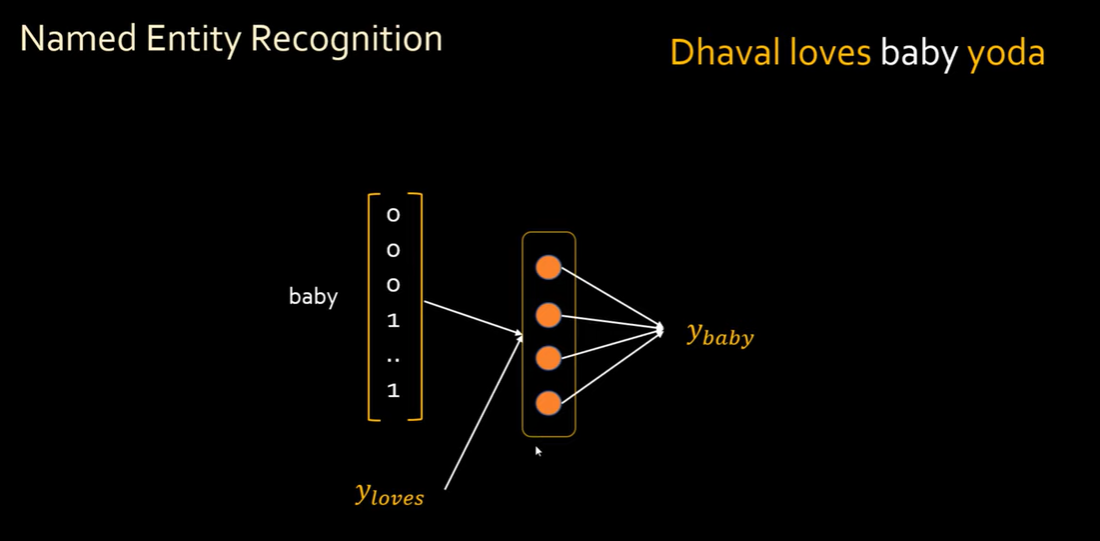 Named Entity Recognition
Dhaval loves baby yoda
0
0
0
1
..
1
baby
y_baby
y_loves